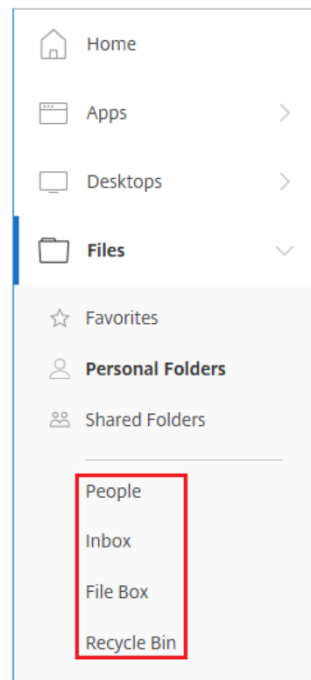 Home
Apps
Desktops
Files
Favorites
Personal Folders
Shared Folders
People
Inbox
File Box
Recycle Bin